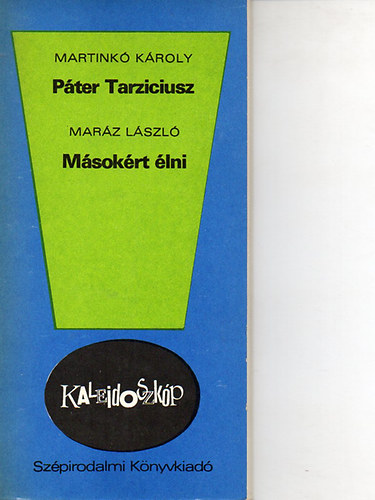 MARTINKÓ KÁROLY
Páter Tarziciusz
MARÁZ LÁSZLÓ
Másokért élni
KALEIDOSZKÓP
Szépirodalmi Könyvkiadó